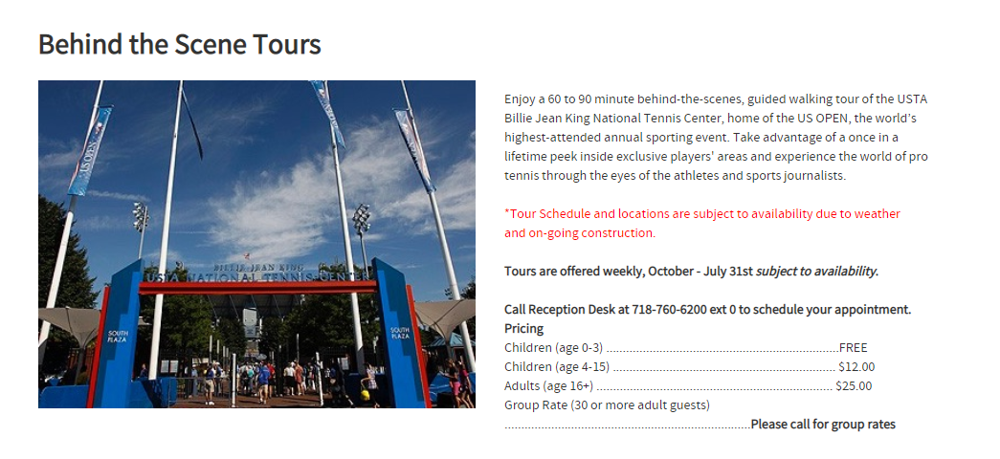 Behind the Scene Tours
US OPEN
BILLIE JEAN KING
USTA NATIONAL TENNIS CENTER
SOUTH
PLAZA
SOUTH
PLAZA
Enjoy a 60 to 90 minute behind-the-scenes, guided walking tour of the USTA
Billie Jean King National Tennis Center, home of the US OPEN, the world's
highest-attended annual sporting event. Take advantage of a once in a
lifetime peek inside exclusive players' areas and experience the world of pro
tennis through the eyes of the athletes and sports journalists.
*Tour Schedule and locations are subject to availability due to weather
and on-going construction.
Tours are offered weekly, October - July 31st subject to availability.
Call Reception Desk at 718-760-6200 ext 0 to schedule your appointment.
Pricing
Children (age 0-3) ......................................................................FREE
Children (age 4-15) ................................................................... $12.00
Adults (age 16+) ....................................................................... $25.00
Group Rate (30 or more adult guests)
..........................................................................Please call for group rates